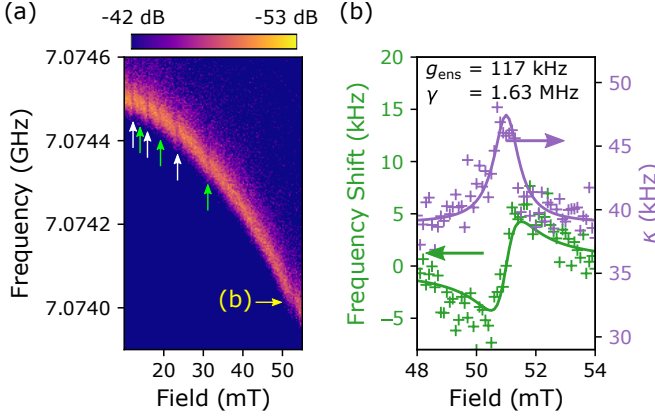 (a)
-42 dB
-53 dB
7.0746
7.0744
7.0742
7.0740
Frequency (GHz)
(b)
20 30 40 50
Field (mT)
(b)
g_ens = 117 kHz
γ = 1.63 MHz
20
15
10
5
0
−5
Frequency Shift (kHz)
50
45
40
35
30
κ (kHz)
48 50 52 54
Field (mT)